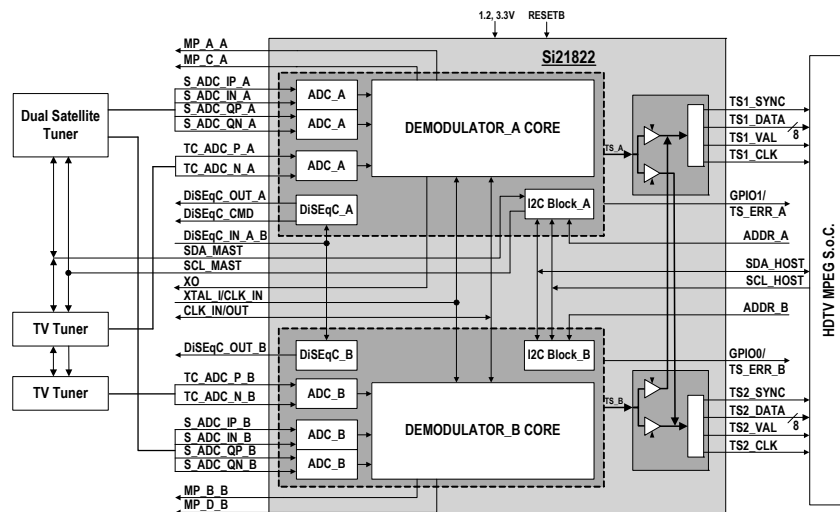 1.2, 3.3V
RESETB
Si21822
MP_A_A
MP_C_A
S_ADC_IP_A
S_ADC_IN_A
S_ADC_QP_A
S_ADC_QN_A
TC_ADC_P_A
TC_ADC_N_A
DiSEqC_OUT_A
DiSEqC_CMD
DiSEqC_IN_A_B
SDA_MAST
SCL_MAST
XO
XTAL_I/CLK_IN
CLK_IN/OUT
DiSEqC_OUT_B
TC_ADC_P_B
TC_ADC_N_B
S_ADC_IP_B
S_ADC_IN_B
S_ADC_QP_B
S_ADC_QN_B
MP_B_B
MP_D_B
Dual Satellite
Tuner
TV Tuner
TV Tuner
ADC_A
ADC_A
ADC_A
DEMODULATOR_A CORE
DiSEqC_A
I2C Block_A
TS_A
DiSEqC_B
I2C Block_B
ADC_B
ADC_B
ADC_B
DEMODULATOR_B CORE
TS_B
TS1_SYNC
TS1_DATA
8
TS1_VAL
TS1_CLK
GPIO1/
TS_ERR_A
ADDR_A
SDA_HOST
SCL_HOST
ADDR_B
GPIO0/
TS_ERR_B
TS2_SYNC
TS2_DATA
8
TS2_VAL
TS2_CLK
HDTV MPEG S.o.C.